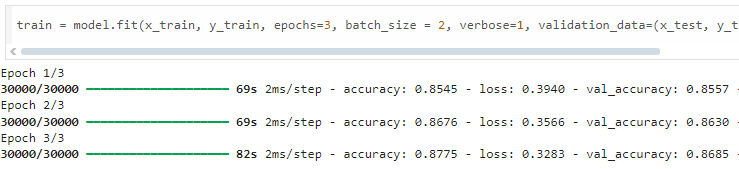 train = model.fit(x_train, y_train, epochs=3, batch_size = 2, verbose=1, validation_data=(x_test, y_t
Epoch 1/3
30000/30000 ━━━━━━━━━━━━━━━━━━━━ 69s 2ms/step - accuracy: 0.8545 - loss: 0.3940 - val_accuracy: 0.8557 -
Epoch 2/3
30000/30000 ━━━━━━━━━━━━━━━━━━━━ 69s 2ms/step - accuracy: 0.8676 - loss: 0.3566 - val_accuracy: 0.8630 -
Epoch 3/3
30000/30000 ━━━━━━━━━━━━━━━━━━━━ 82s 2ms/step - accuracy: 0.8775 - loss: 0.3283 - val_accuracy: 0.8685 -